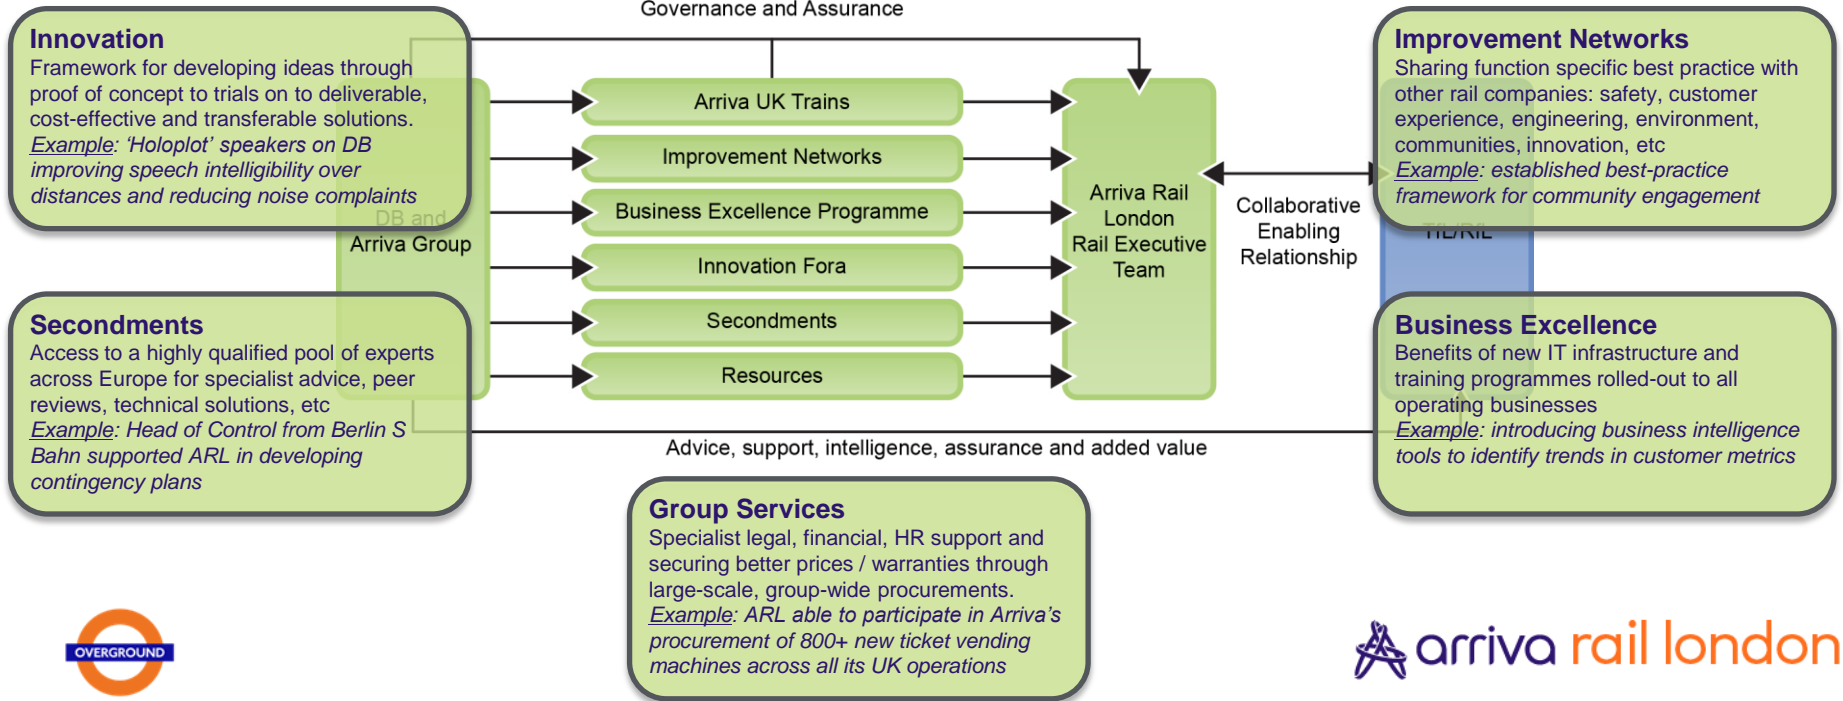 Governance and Assurance
Innovation
Framework for developing ideas through
proof of concept to trials on to deliverable,
cost-effective and transferable solutions.
Example: ‘Holoplot’ speakers on DB
improving speech intelligibility over
distances and reducing noise complaints
DB and
Arriva Group
Secondments
Access to a highly qualified pool of experts
across Europe for specialist advice, peer
reviews, technical solutions, etc
Example: Head of Control from Berlin S
Bahn supported ARL in developing
contingency plans
Arriva UK Trains
Improvement Networks
Business Excellence Programme
Innovation Fora
Secondments
Resources
Arriva Rail
London
Rail Executive
Team
Collaborative
Enabling
Relationship
Improvement Networks
Sharing function specific best practice with
other rail companies: safety, customer
experience, engineering, environment,
communities, innovation, etc
Example: established best-practice
framework for community engagement
TfL/RfL
Business Excellence
Benefits of new IT infrastructure and
training programmes rolled-out to all
operating businesses
Example: introducing business intelligence
tools to identify trends in customer metrics
Advice, support, intelligence, assurance and added value
Group Services
Specialist legal, financial, HR support and
securing better prices / warranties through
large-scale, group-wide procurements.
Example: ARL able to participate in Arriva’s
procurement of 800+ new ticket vending
machines across all its UK operations
OVERGROUND
arriva rail london